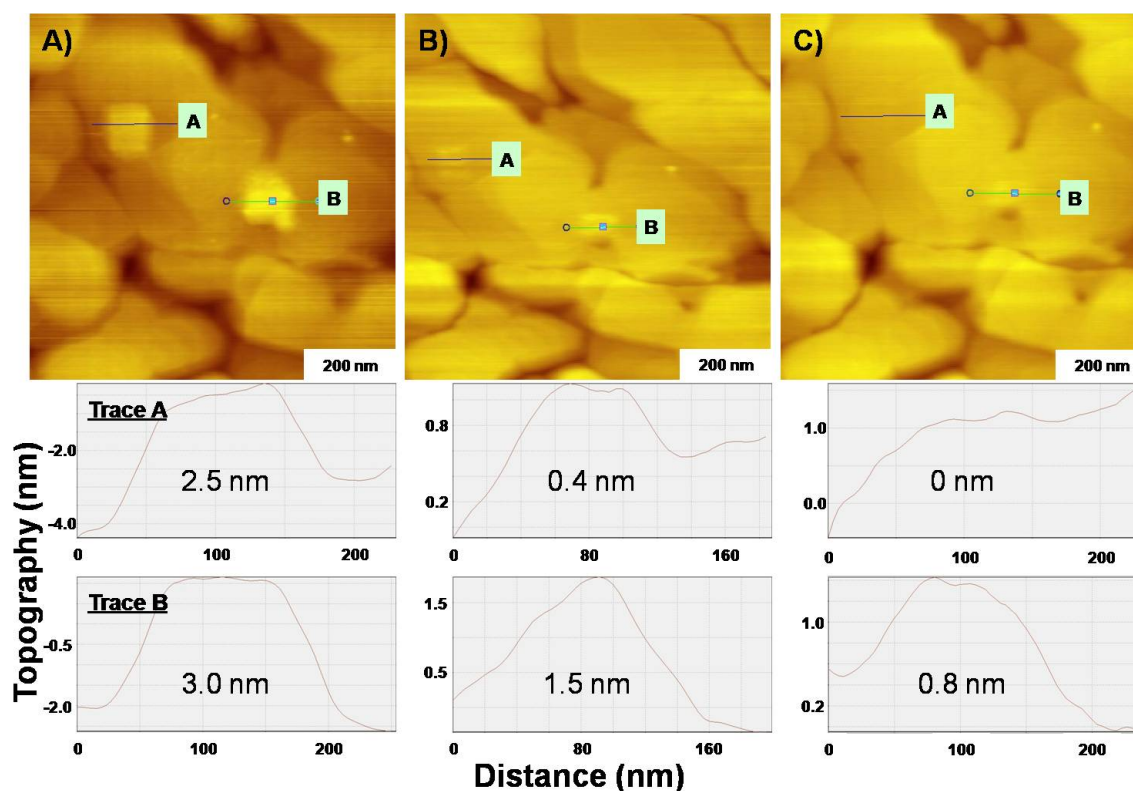 A)
B)
C)
A
B
200 nm
A
B
200 nm
A
B
200 nm
Topography (nm)
Trace A
2.5 nm
-2.0
-4.0
0
100
200
0.4 nm
0.8
0.2
0
80
160
0 nm
1.0
0.0
0
100
200
Trace B
3.0 nm
-0.5
-2.0
0
100
200
1.5 nm
1.5
0.5
0
80
160
0.8 nm
1.0
0.2
0
100
200
Distance (nm)